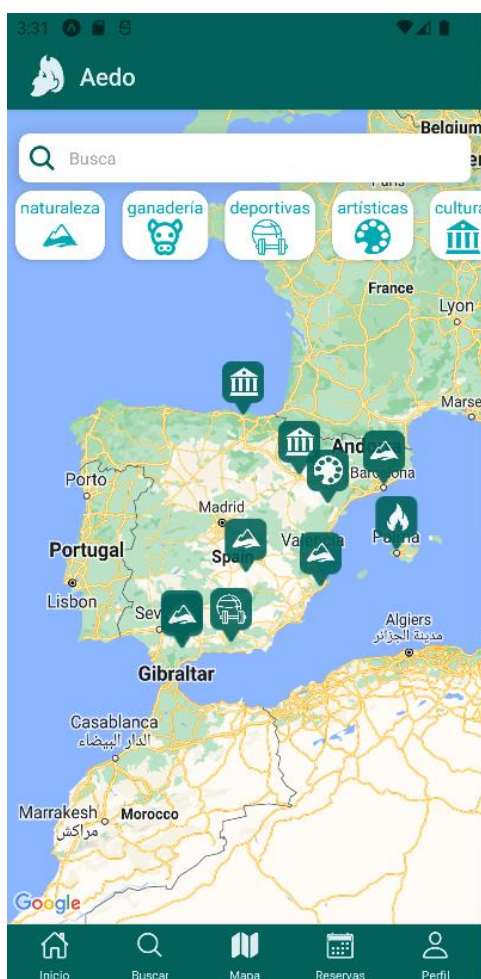 3:31
Aedo
Belgium
Busca
naturaleza
ganadería
deportivas
artísticas
cultura
France
Lyon
Marse
Porto
Madrid
Barcelona
Portugal
Spain
Valencia
Palma
Lisbon
Sev
Algiers
مدينة الجزائر
Gibraltar
Casablanca
الدار البيضاء
Marrakesh
مراكش
Morocco
Google
Inicio
Buscar
Mapa
Reservas
Perfil